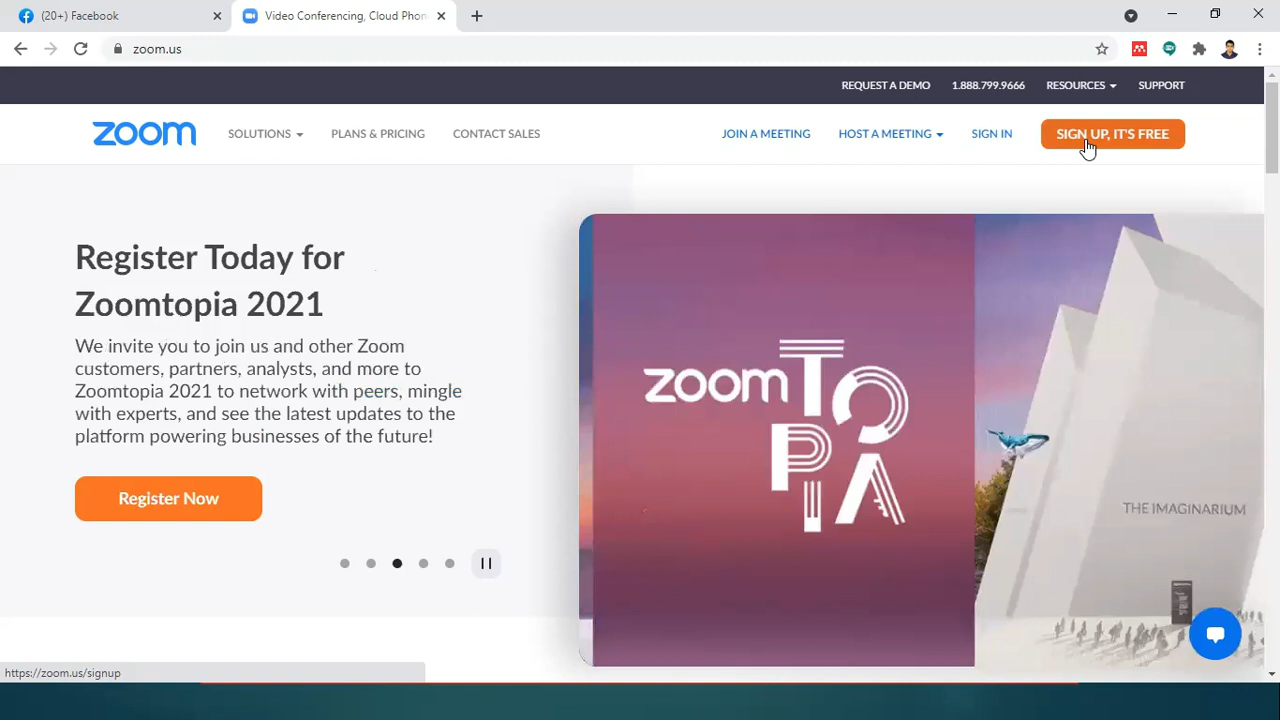 (20+) Facebook
Video Conferencing, Cloud Phon
zoom.us
REQUEST A DEMO 1.888.799.9666 RESOURCES SUPPORT
zoom SOLUTIONS PLANS & PRICING CONTACT SALES JOIN A MEETING HOST A MEETING SIGN IN SIGN UP, IT'S FREE
Register Today for
Zoomtopia 2021
We invite you to join us and other Zoom
customers, partners, analysts, and more to
Zoomtopia 2021 to network with peers, mingle
with experts, and see the latest updates to the
platform powering businesses of the future!
Register Now
zoomTOPIA
THE IMAGINARIUM
https://zoom.us/signup